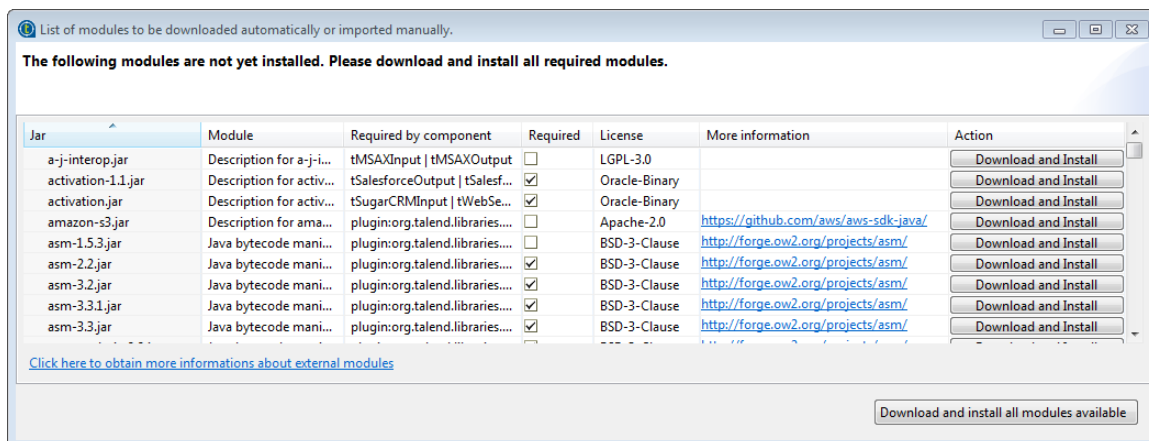 List of modules to be downloaded automatically or imported manually.
The following modules are not yet installed. Please download and install all required modules.
Jar Module Required by component Required License More information Action
a-j-interop.jar Description for a-j-i... tMSAXInput | tMSAXOutput LGPL-3.0 Download and Install
activation-1.1.jar Description for activ... tSalesforceOutput | tSalesf... Oracle-Binary Download and Install
activation.jar Description for activ... tSugarCRMInput | tWebSe... Oracle-Binary Download and Install
amazon-s3.jar Description for ama... plugin:org.talend.libraries.... Apache-2.0 https://github.com/aws/aws-sdk-java/ Download and Install
asm-1.5.3.jar Java bytecode mani... plugin:org.talend.libraries.... BSD-3-Clause http://forge.ow2.org/projects/asm/ Download and Install
asm-2.2.jar Java bytecode mani... plugin:org.talend.libraries.... BSD-3-Clause http://forge.ow2.org/projects/asm/ Download and Install
asm-3.2.jar Java bytecode mani... plugin:org.talend.libraries.... BSD-3-Clause http://forge.ow2.org/projects/asm/ Download and Install
asm-3.3.1.jar Java bytecode mani... plugin:org.talend.libraries.... BSD-3-Clause http://forge.ow2.org/projects/asm/ Download and Install
asm-3.3.jar Java bytecode mani... plugin:org.talend.libraries.... BSD-3-Clause http://forge.ow2.org/projects/asm/ Download and Install
Click here to obtain more informations about external modules
Download and install all modules available